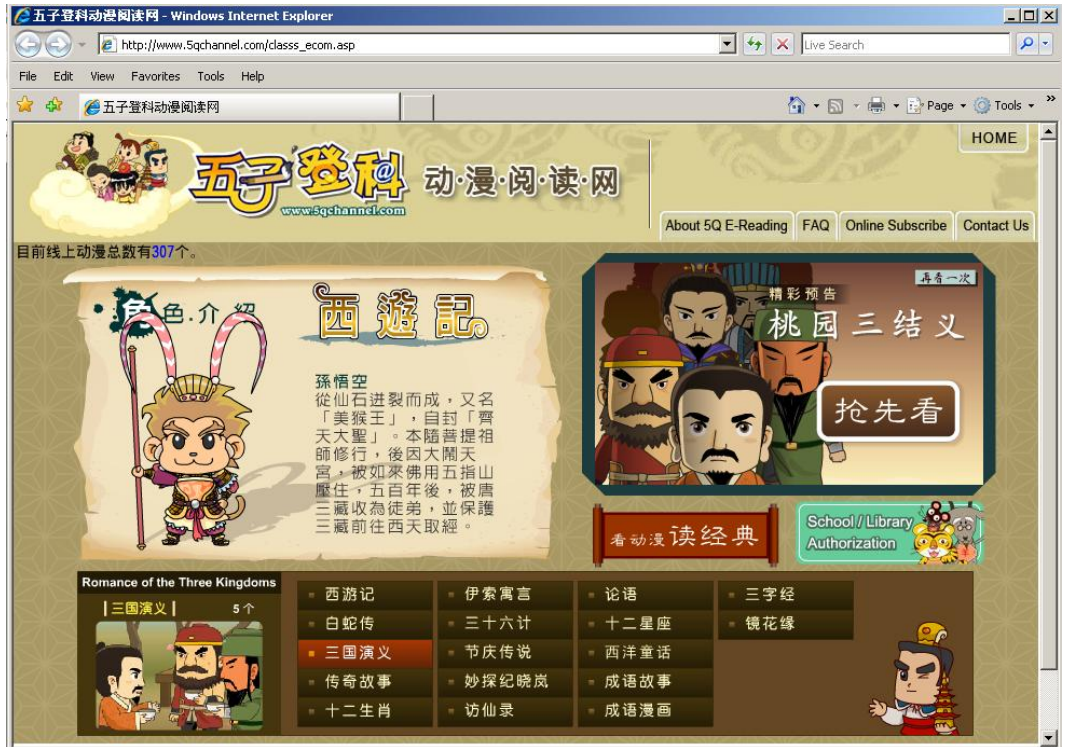 五子登科动漫阅读网 - Windows Internet Explorer
http://www.5qchannel.com/classs_ecom.asp
Live Search
File Edit View Favorites Tools Help
五子登科动漫阅读网
Page Tools
HOME
五子登科 动·漫·阅·读·网
www.5qchannel.com
About 5Q E-Reading FAQ Online Subscribe Contact Us
目前线上动漫总数有307个。
角色.介紹
西遊記
孫悟空
從仙石迸裂而成,又名
「美猴王」,自封「齊
天大聖」。本隨菩提祖
師修行,後因大鬧天
宮,被如來佛用五指山
壓住,五百年後,被唐
三藏收為徒弟,並保護
三藏前往西天取經。
再看一次
精彩预告
桃园三结义
抢先看
看动漫读经典
School / Library
Authorization
Romance of the Three Kingdoms
三国演义 5个
西游记 伊索寓言 论语 三字经
白蛇传 三十六计 十二星座 镜花缘
三国演义 节庆传说 西洋童话
传奇故事 妙探纪晓岚 成语故事
十二生肖 访仙录 成语漫画